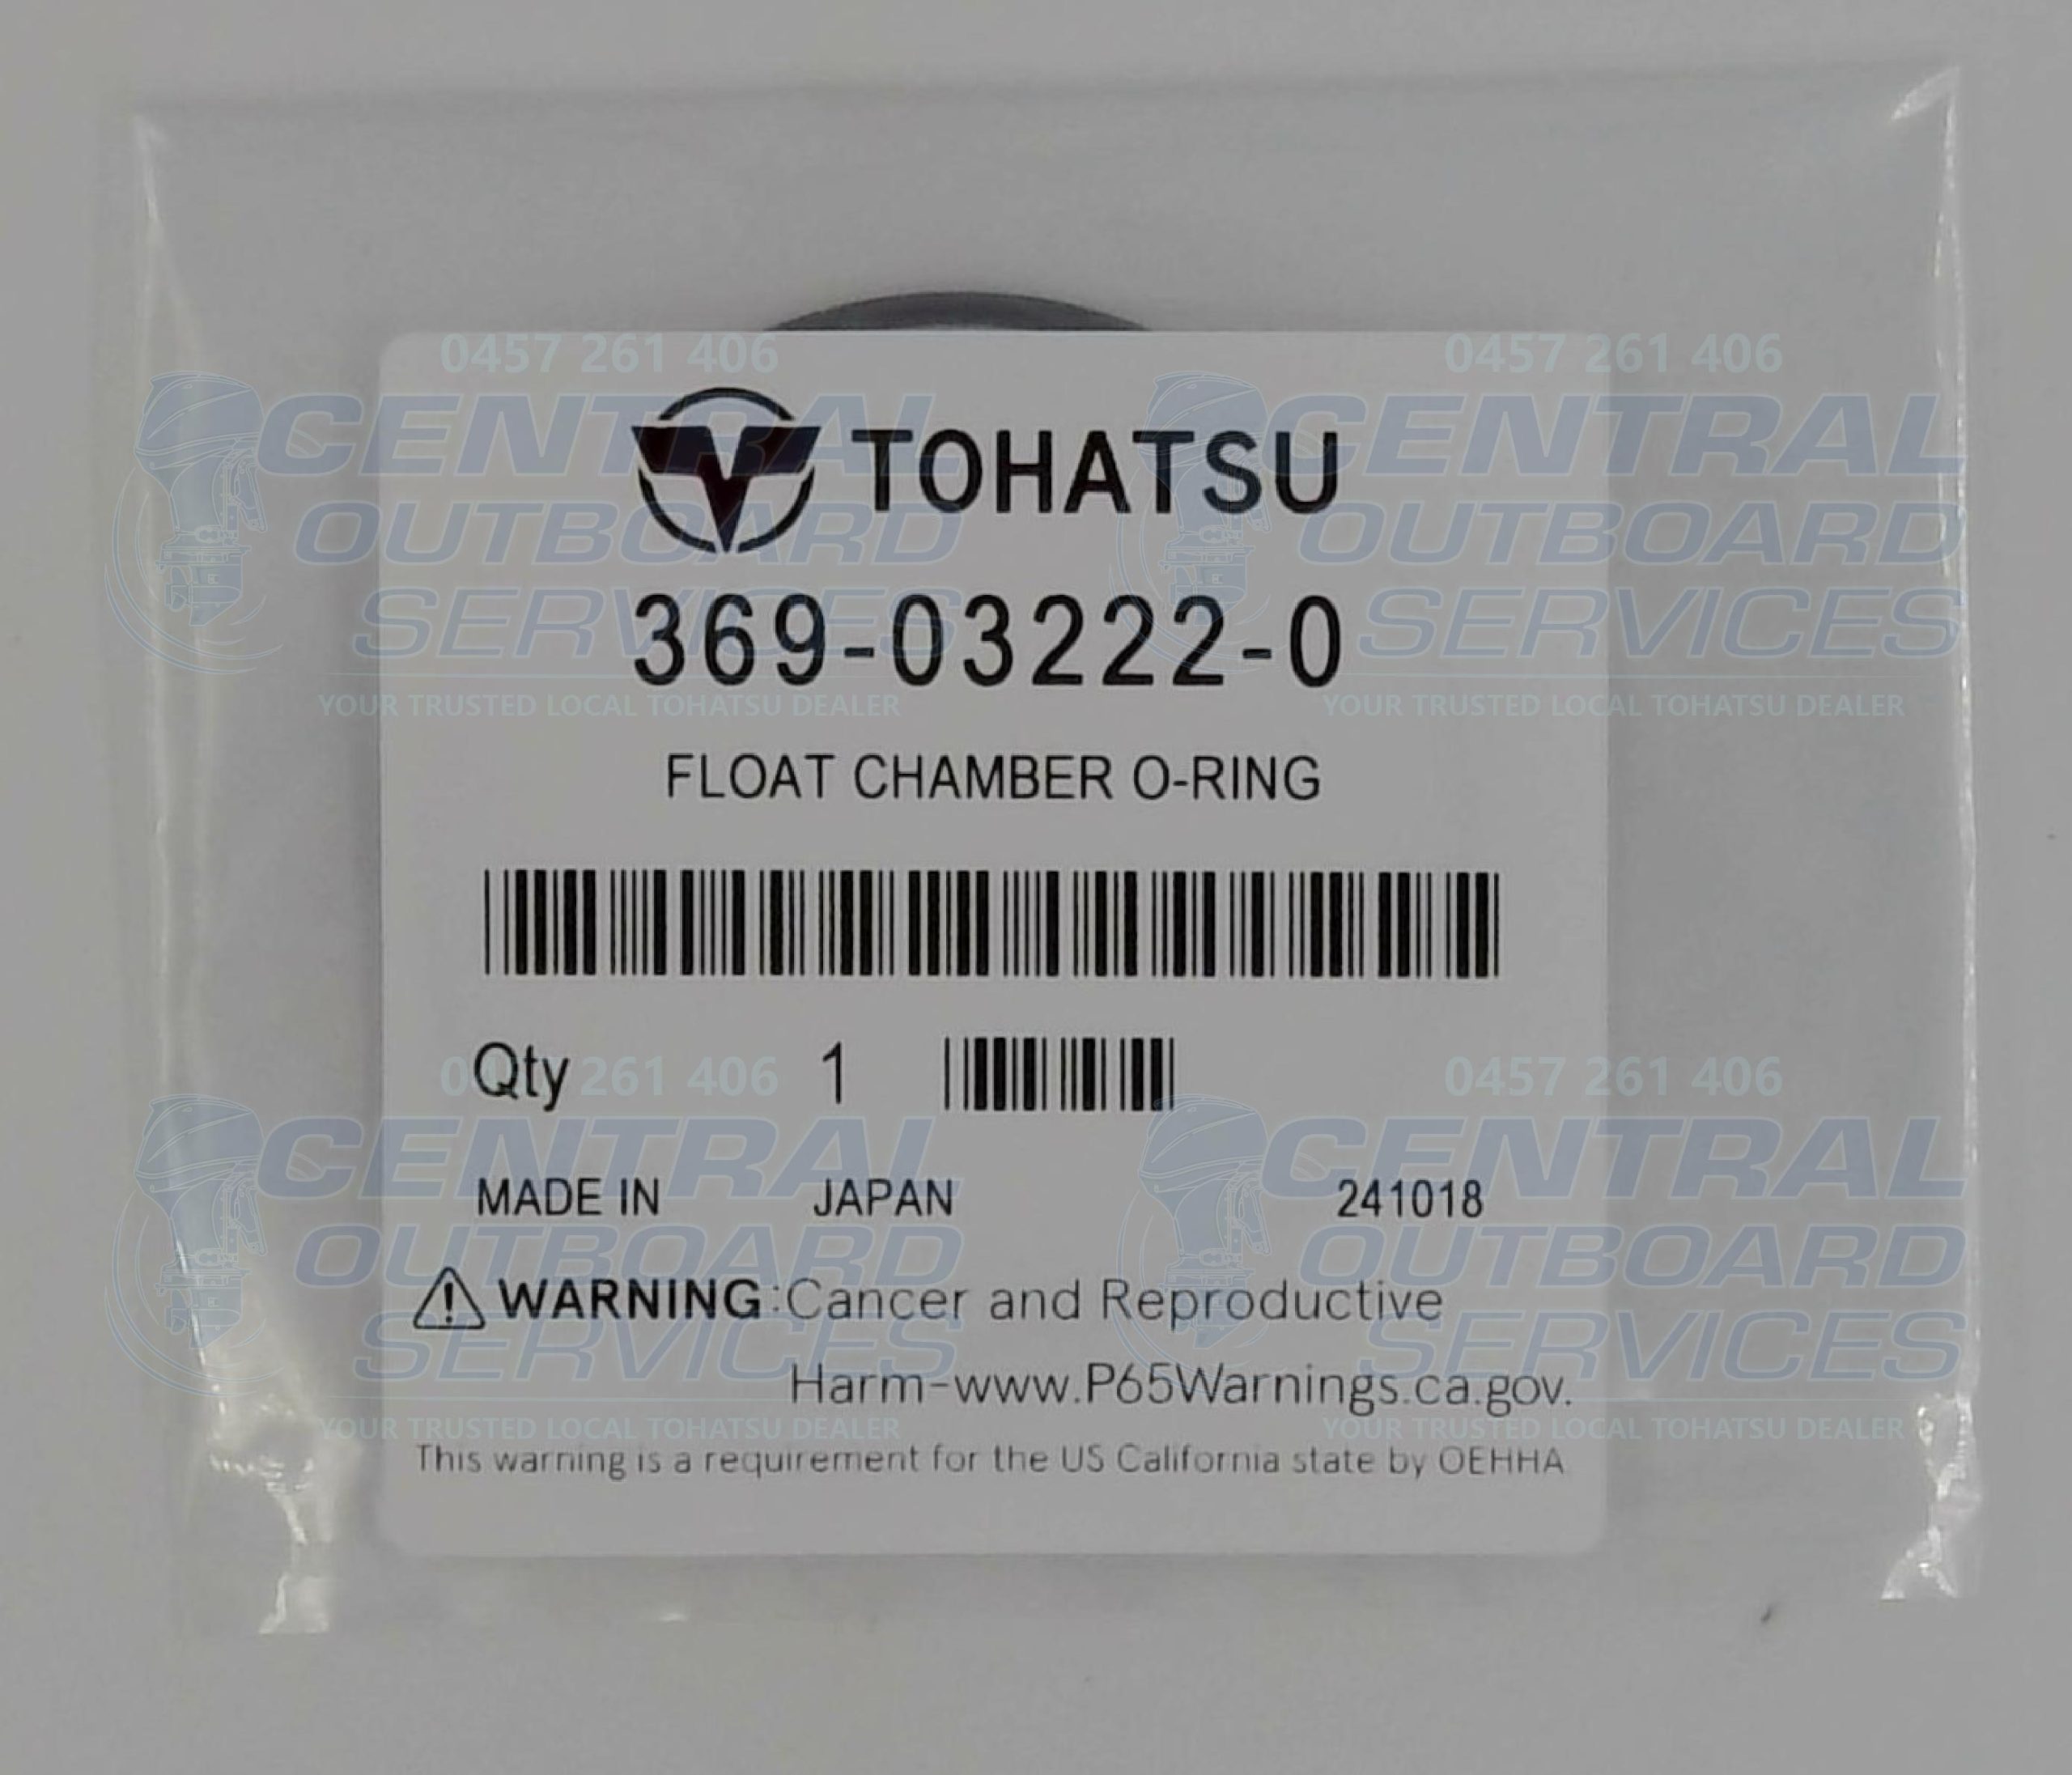 0457 261 406 0457 261 406
CENTRAL CENTRAL
TOHATSU
OUTBOARD OUTBOARD
SERVICES SERVICES
369-03222-0
YOUR TRUSTED LOCAL TOHATSU DEALER YOUR TRUSTED LOCAL TOHATSU DEALER
FLOAT CHAMBER O-RING
Qty 1
0457 261 406 0457 261 406
CENTRAL CENTRAL
MADE IN JAPAN 241018
OUTBOARD OUTBOARD
WARNING:Cancer and Reproductive
SERVICES SERVICES
Harm-www.P65Warnings.ca.gov.
YOUR TRUSTED LOCAL TOHATSU DEALER YOUR TRUSTED LOCAL TOHATSU DEALER
This warning is a requirement for the US California state by OEHHA